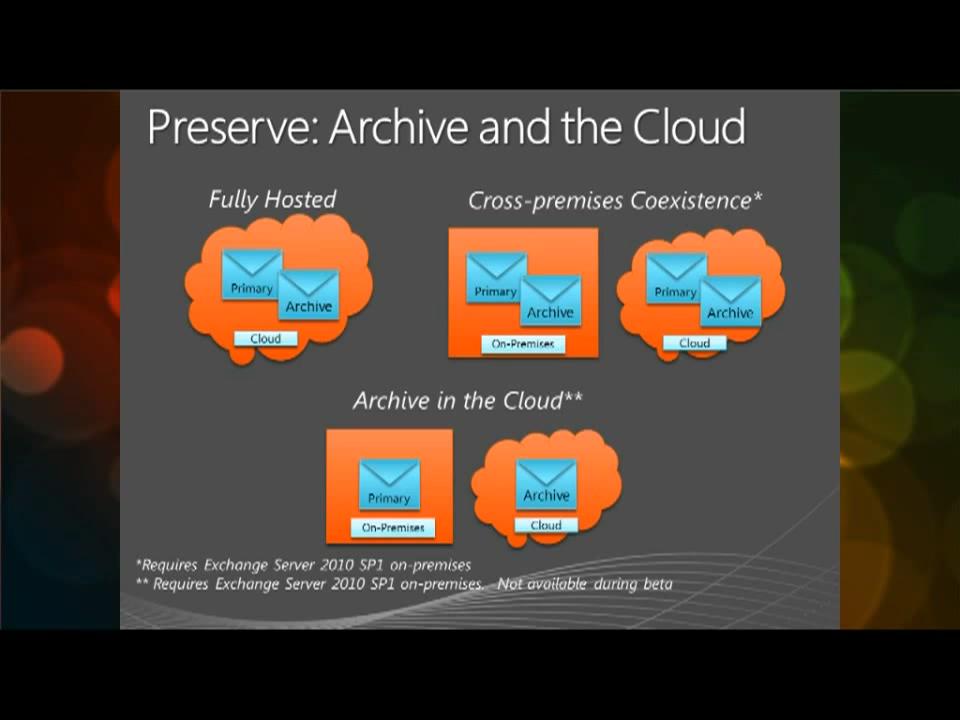 Preserve: Archive and the Cloud
Fully Hosted
Primary
Archive
Cloud
Cross-premises Coexistence*
Primary
Archive
On-Premises
Primary
Archive
Cloud
Archive in the Cloud**
Primary
On-Premises
Archive
Cloud
*Requires Exchange Server 2010 SP1 on-premises
** Requires Exchange Server 2010 SP1 on-premises. Not available during beta